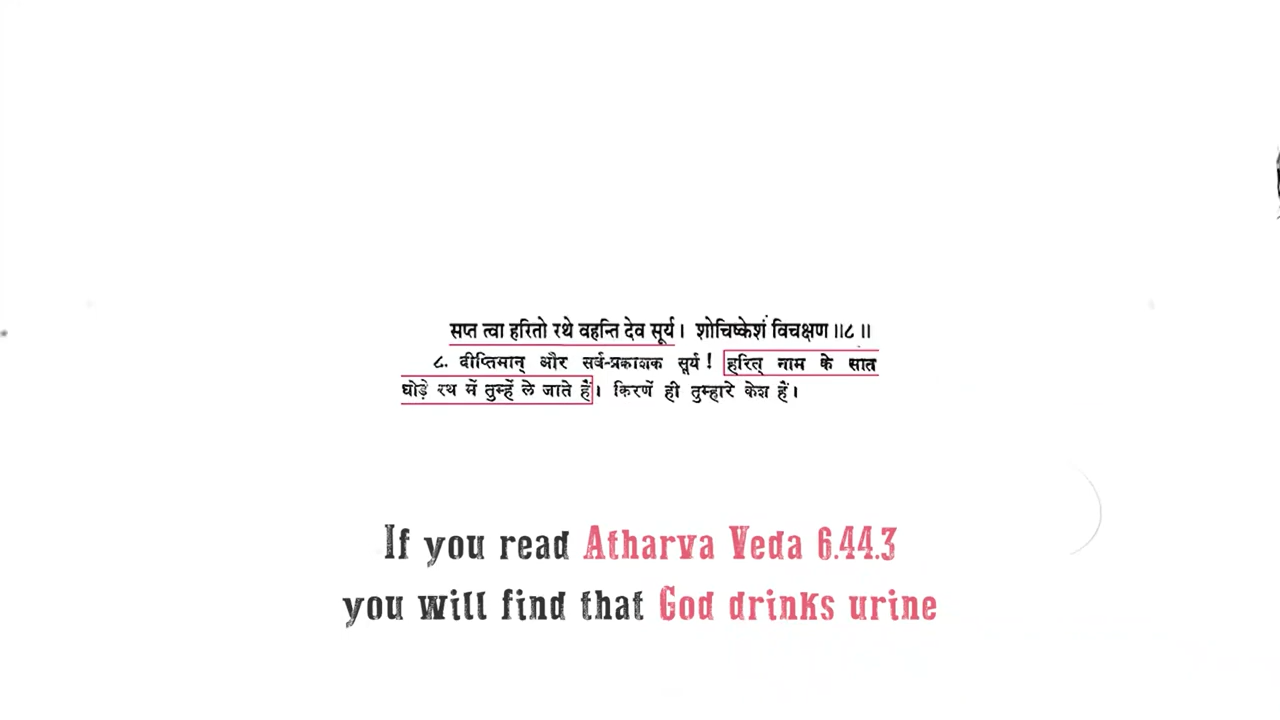 सप्त त्वा हरितो रथे वहन्ति देव सूर्य। शोचिष्केशं विचक्षण॥८॥
८. दीप्तिमान् और सर्व-प्रकाशक सूर्य! हरित् नाम के सात
घोड़े रथ में तुम्हें ले जाते हैं। किरणें ही तुम्हारे केश हैं।
If you read Atharva Veda 6.44.3
you will find that God drinks urine